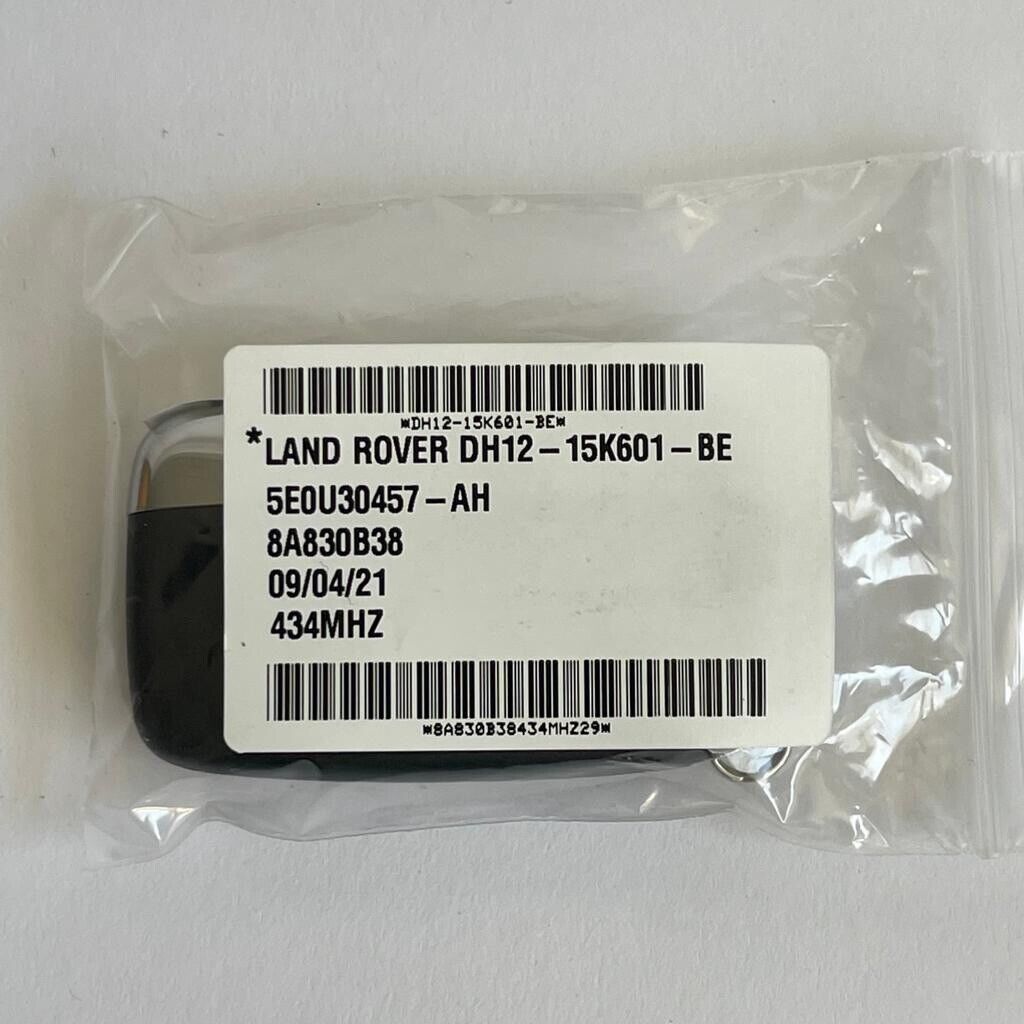 *DH12-15K601-BE*
*LAND ROVER DH12-15K601-BE
5E0U30457-AH
8A830B38
09/04/21
434MHZ
*8A830B38434MHZ29*